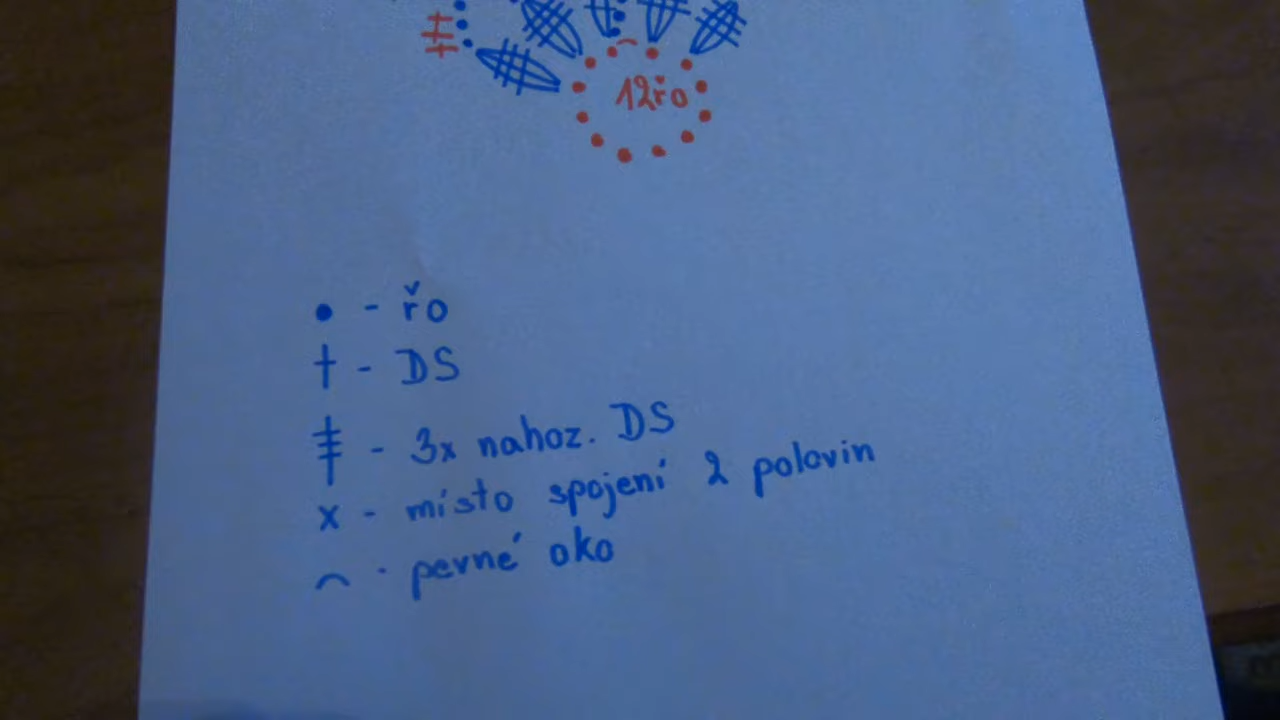 12řo
• - řo
† - DS
‡ - 3x nahoz. DS
x - místo spojení 2 polovin
⌒ - pevné oko